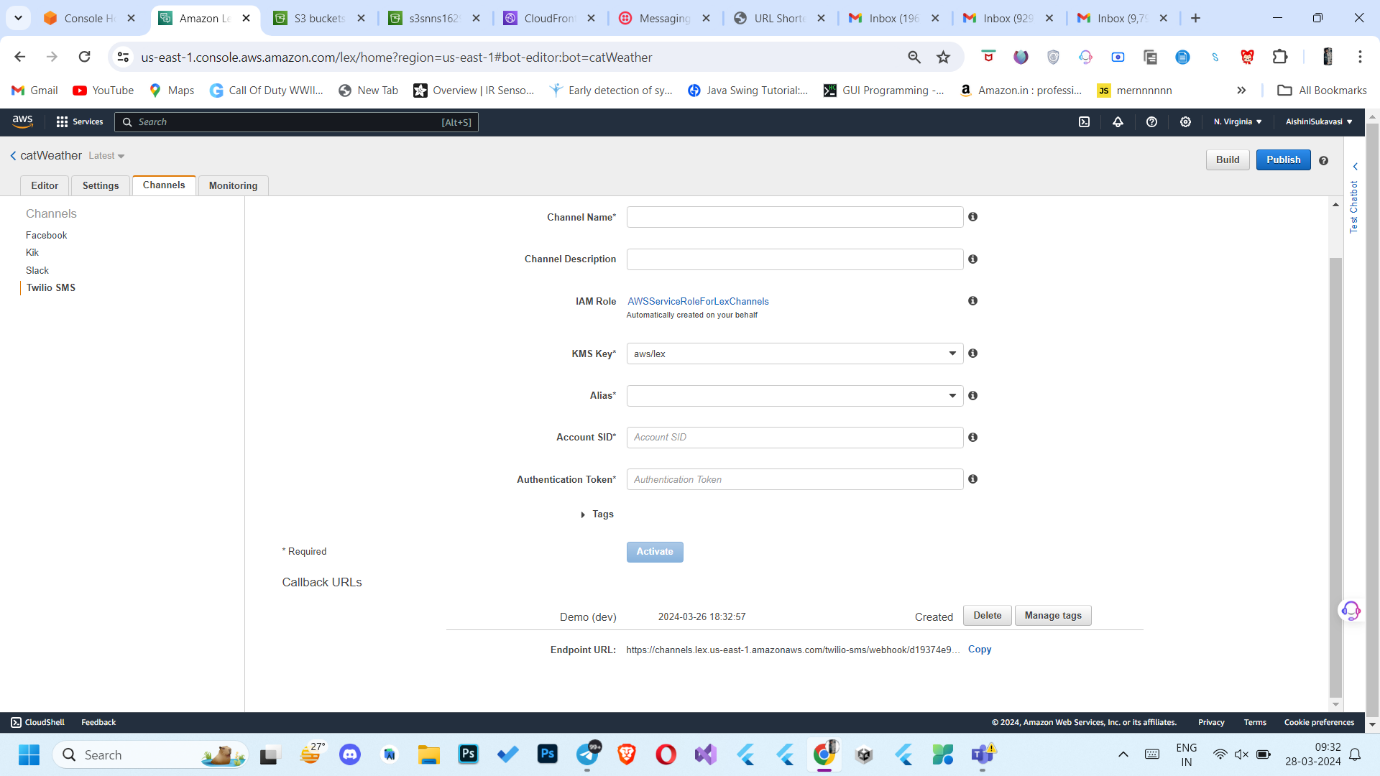 Console H
Amazon Le
S3 buckets
s3snns162
CloudFron
Messaging
URL Short
Inbox (196
Inbox (929
Inbox (9,79
us-east-1.console.aws.amazon.com/lex/home?region=us-east-1#bot-editor:bot=catWeather
Gmail
YouTube
Maps
Call Of Duty WWII...
New Tab
Overview | IR Senso...
Early detection of sy...
Java Swing Tutorial:...
GUI Programming -...
Amazon.in : professi...
JS mernnnnnn
»
All Bookmarks
aws
Services
Search
[Alt+S]
N. Virginia
AishiniSukavasi
catWeather
Latest
Build
Publish
Editor
Settings
Channels
Monitoring
Test Chatbot
Channels
Facebook
Kik
Slack
Twilio SMS
Channel Name*
Channel Description
IAM Role
AWSServiceRoleForLexChannels
Automatically created on your behalf
KMS Key*
aws/lex
Alias*
Account SID*
Account SID
Authentication Token*
Authentication Token
Tags
* Required
Activate
Callback URLs
Demo (dev)
2024-03-26 18:32:57
Created
Delete
Manage tags
Endpoint URL:
https://channels.lex.us-east-1.amazonaws.com/twilio-sms/webhook/d19374e9...
Copy
CloudShell
Feedback
© 2024, Amazon Web Services, Inc. or its affiliates.
Privacy
Terms
Cookie preferences
Search
27°
Ps
Ps
99+
ENG
IN
09:32
28-03-2024